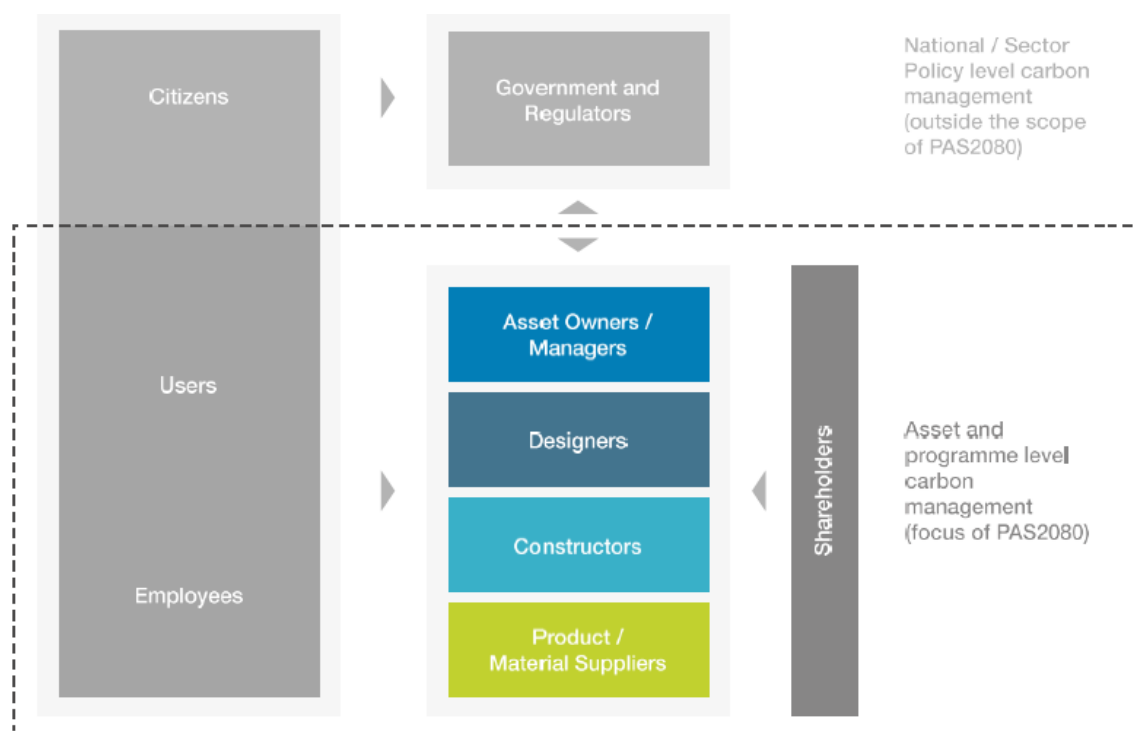 Citizens
Government and
Regulators
National / Sector
Policy level carbon
management
(outside the scope
of PAS2080)
Users
Employees
Asset Owners /
Managers
Designers
Constructors
Product /
Material Suppliers
Shareholders
Asset and
programme level
carbon
management
(focus of PAS2080)